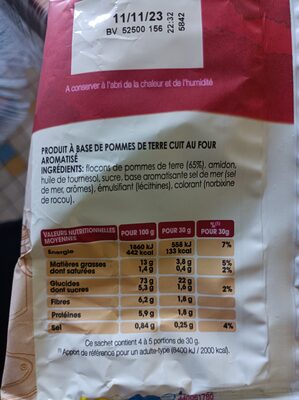 11/11/23 22:32
BV 52500 156 5842
A conserver à l'abri de la chaleur et de l'humidité
PRODUIT À BASE DE POMMES DE TERRE CUIT AU FOUR
AROMATISÉ
INGRÉDIENTS: flocons de pommes de terre (65%), amidon,
huile de tournesol, sucre, base aromatisante sel de mer (sel
de mer, arômes), émulsifiant (lécithines), colorant (norbixine
de rocou).
VALEURS NUTRITIONNELLES MOYENNES POUR 100 g POUR 30 g %(1) POUR 30g
Energie 1860 kJ 442 kcal 558 kJ 133 kcal 7%
Matières grasses 13 g 3,8 g 5%
dont saturées 1,4 g 0,4 g 2%
Glucides 73 g 22 g
dont sucres 5,3 g 1,6 g 2%
Fibres 6,2 g 1,8 g
Protéines 5,9 g 1,8 g
Sel 0,84 g 0,25 g 4%
Ce sachet contient 4 à 5 portions de 30 g.
(1) Apport de référence pour un adulte-type (8400 kJ / 2000 kcal).